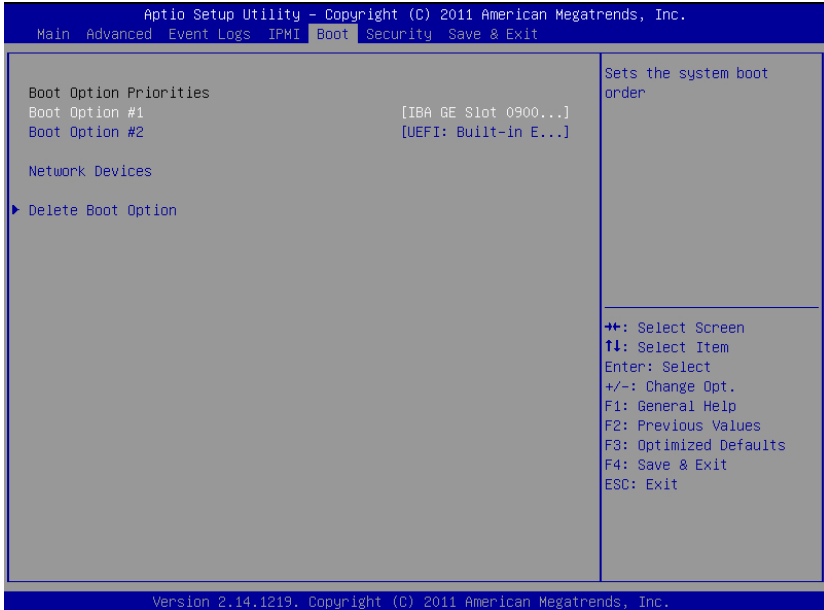 Aptio Setup Utility – Copyright (C) 2011 American Megatrends, Inc.
Main Advanced Event Logs IPMI Boot Security Save & Exit
Boot Option Priorities
Boot Option #1 [IBA GE Slot 0900...]
Boot Option #2 [UEFI: Built-in E...]
Network Devices
▶ Delete Boot Option
Sets the system boot
order
→←: Select Screen
↑↓: Select Item
Enter: Select
+/-: Change Opt.
F1: General Help
F2: Previous Values
F3: Optimized Defaults
F4: Save & Exit
ESC: Exit
Version 2.14.1219. Copyright (C) 2011 American Megatrends, Inc.